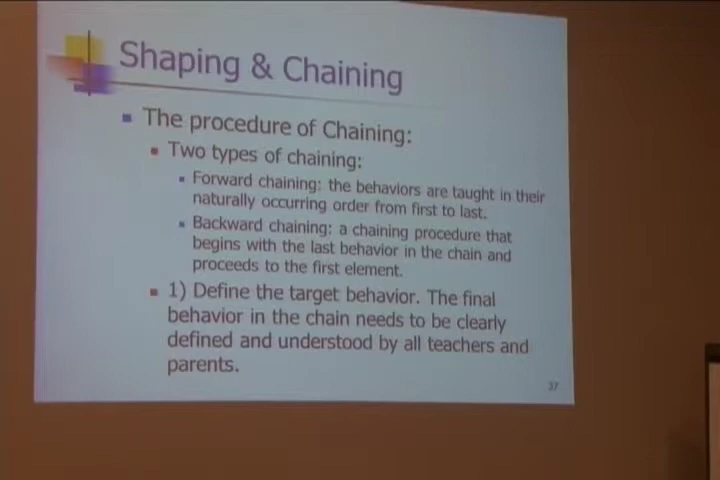 Shaping & Chaining
The procedure of Chaining:
Two types of chaining:
Forward chaining: the behaviors are taught in their
naturally occurring order from first to last.
Backward chaining: a chaining procedure that
begins with the last behavior in the chain and
proceeds to the first element.
1) Define the target behavior. The final
behavior in the chain needs to be clearly
defined and understood by all teachers and
parents.
37